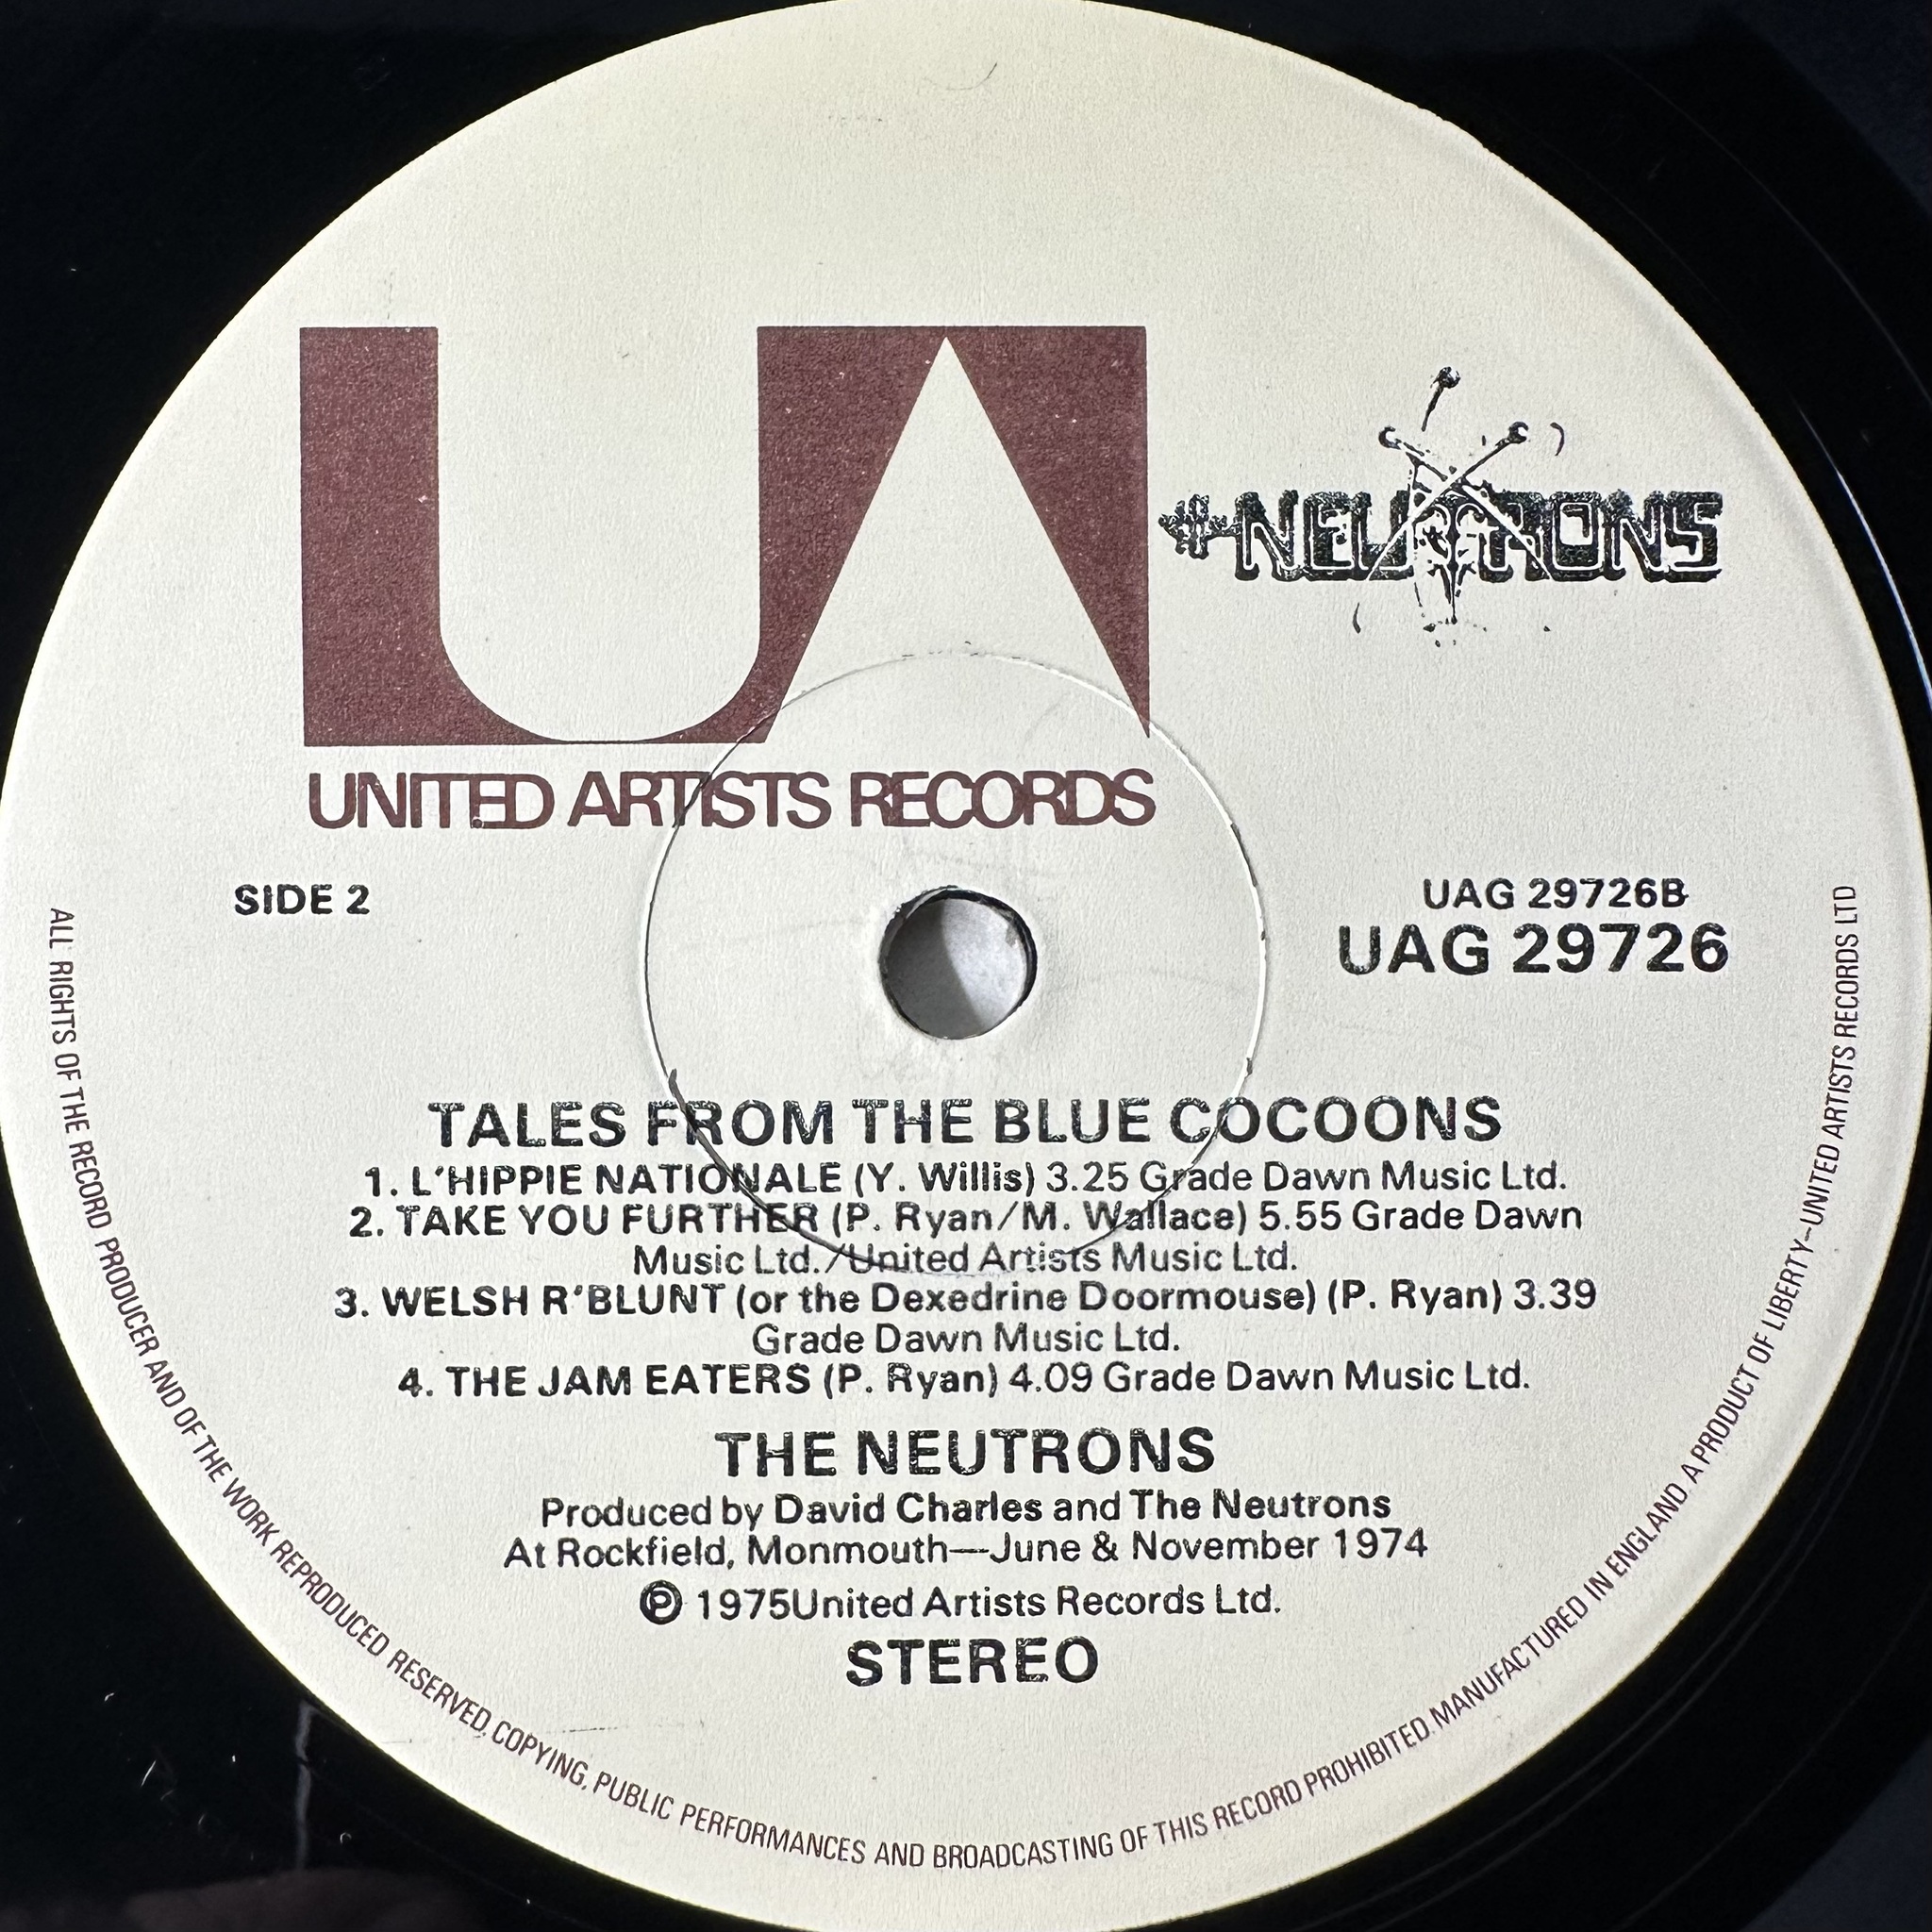 UA
NEUTRONS
UNITED ARTISTS RECORDS
SIDE 2
UAG 29726B
UAG 29726
TALES FROM THE BLUE COCOONS
1. L'HIPPIE NATIONALE (Y. Willis) 3.25 Grade Dawn Music Ltd.
2. TAKE YOU FURTHER (P. Ryan/M. Wallace) 5.55 Grade Dawn
Music Ltd./United Artists Music Ltd.
3. WELSH R'BLUNT (or the Dexedrine Doormouse) (P. Ryan) 3.39
Grade Dawn Music Ltd.
4. THE JAM EATERS (P. Ryan) 4.09 Grade Dawn Music Ltd.
THE NEUTRONS
Produced by David Charles and The Neutrons
At Rockfield, Monmouth—June & November 1974
℗ 1975United Artists Records Ltd.
STEREO
ALL RIGHTS OF THE RECORD PRODUCER AND OF THE WORK REPRODUCED RESERVED. COPYING, PUBLIC PERFORMANCES AND BROADCASTING OF THIS RECORD PROHIBITED. MANUFACTURED IN ENGLAND A PRODUCT OF LIBERTY–UNITED ARTISTS RECORDS LTD